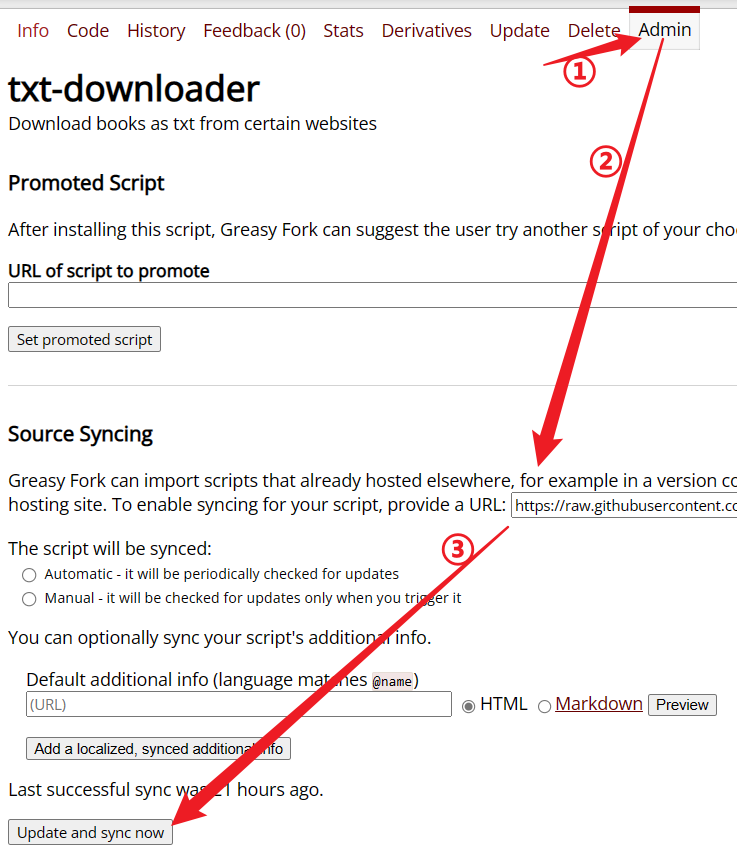 Info Code History Feedback (0) Stats Derivatives Update Delete Admin
①
txt-downloader
Download books as txt from certain websites
②
Promoted Script
After installing this script, Greasy Fork can suggest the user try another script of your
URL of script to promote
Set promoted script
Source Syncing
Greasy Fork can import scripts that already hosted elsewhere, for example in a version
hosting site. To enable syncing for your script, provide a URL: https://raw.githubusercontent.co
③
The script will be synced:
Automatic - it will be periodically checked for updates
Manual - it will be checked for updates only when you trigger it
You can optionally sync your script's additional info.
Default additional info (language matches @name)
(URL) HTML Markdown Preview
Add a localized, synced additional info
Last successful sync was 21 hours ago.
Update and sync now